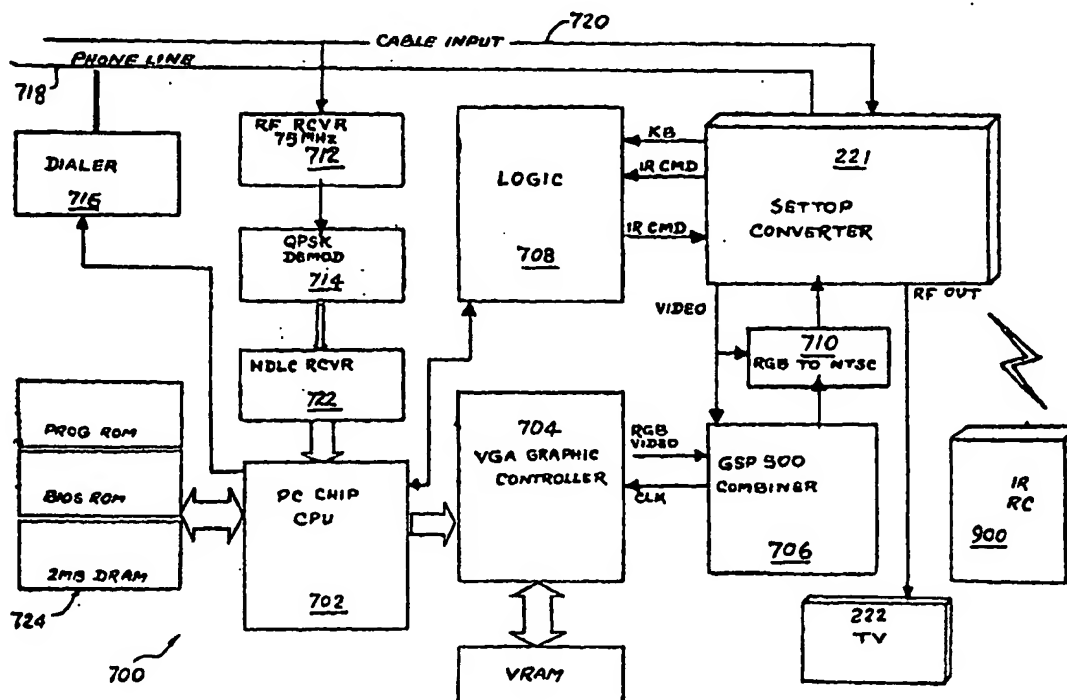 720
CABLE INPUT
PHONE LINE
718
RF RCVR
75 MHz
712
DIALER
716
QPSK
DEMOD
714
HDLC RCVR
722
LOGIC
708
KB
IR CMD
IR CMD
221
SETTOP
CONVERTER
VIDEO
RF OUT
710
RGB TO NTSC
PROG ROM
BIOS ROM
2MB DRAM
724
PC CHIP
CPU
702
704
VGA GRAPHIC
CONTROLLER
RGB
VIDEO
CLK
GSP 500
COMBINER
706
IR
RC
900
222
TV
700
VRAM